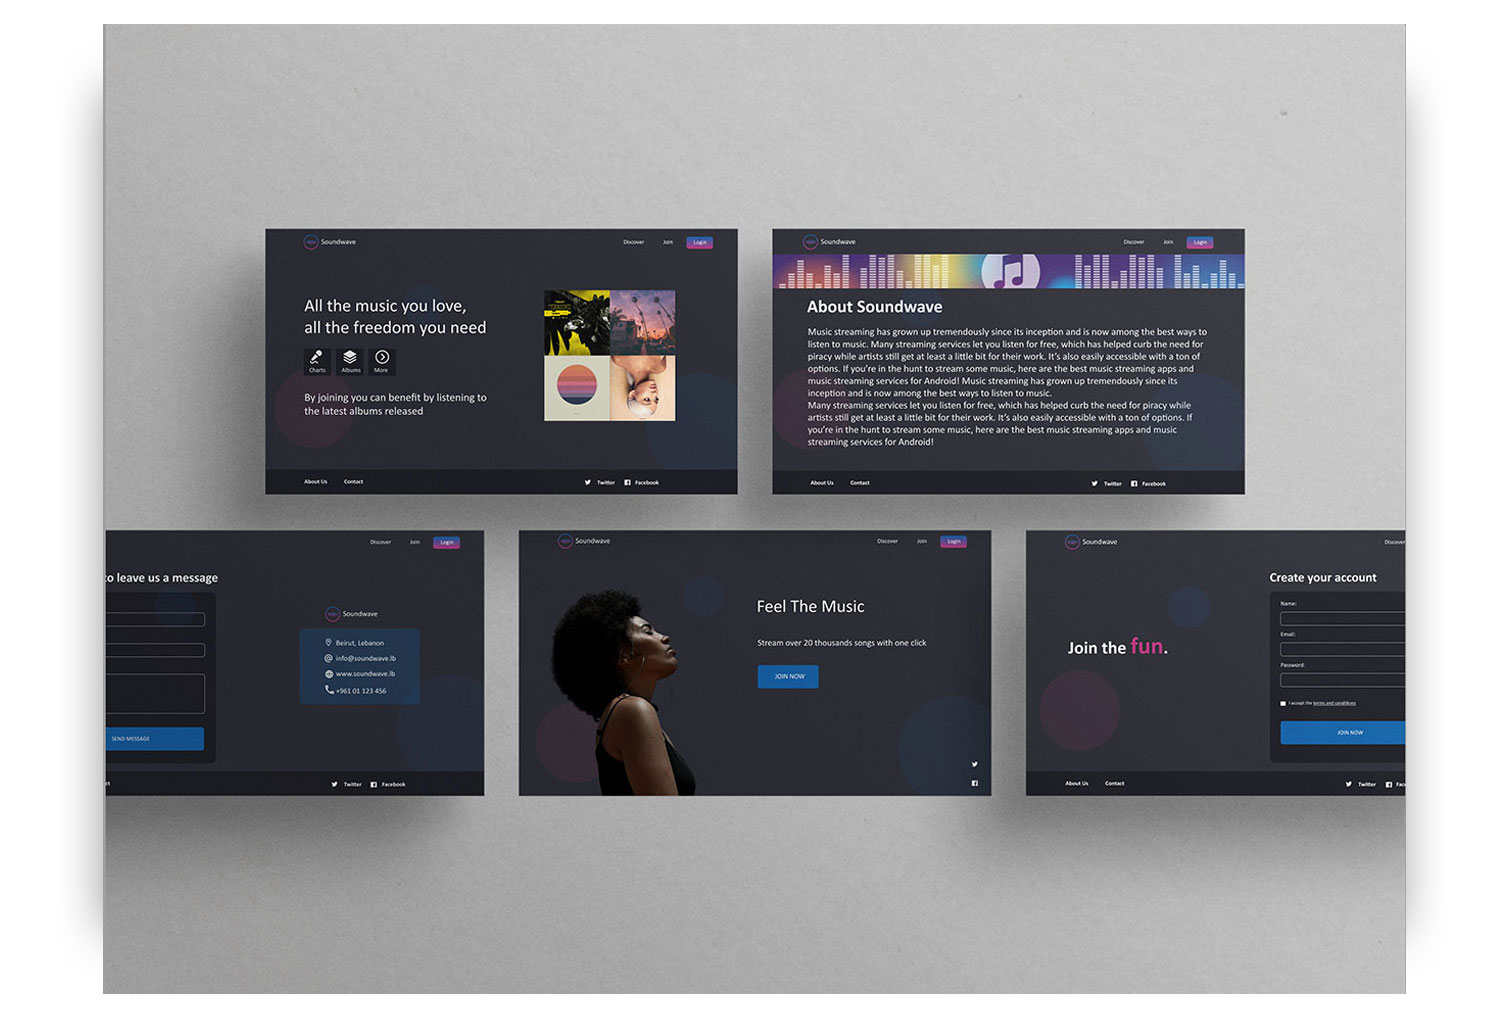 Soundwave
Discover Join Login
All the music you love,
all the freedom you need
Charts Albums More
By joining you can benefit by listening to
the latest albums released
About Us Contact Twitter Facebook
Soundwave
Discover Join Login
About Soundwave
Music streaming has grown up tremendously since its inception and is now among the best ways to
listen to music. Many streaming services let you listen for free, which has helped curb the need for
piracy while artists still get at least a little bit for their work. It's also easily accessible with a ton of
options. If you're in the hunt to stream some music, here are the best music streaming apps and
music streaming services for Android! Music streaming has grown up tremendously since its
inception and is now among the best ways to listen to music.
Many streaming services let you listen for free, which has helped curb the need for piracy while
artists still get at least a little bit for their work. It's also easily accessible with a ton of options. If
you're in the hunt to stream some music, here are the best music streaming apps and music
streaming services for Android!
About Us Contact Twitter Facebook
Discover Join Login
to leave us a message
SEND MESSAGE
Soundwave
Beirut, Lebanon
info@soundwave.lb
www.soundwave.lb
+961 01 123 456
Twitter Facebook
Soundwave
Discover Join Login
Feel The Music
Stream over 20 thousands songs with one click
JOIN NOW
Soundwave
Discover
Join the fun.
Create your account
Name:
Email:
Password:
I accept the terms and conditions
JOIN NOW
About Us Contact Twitter